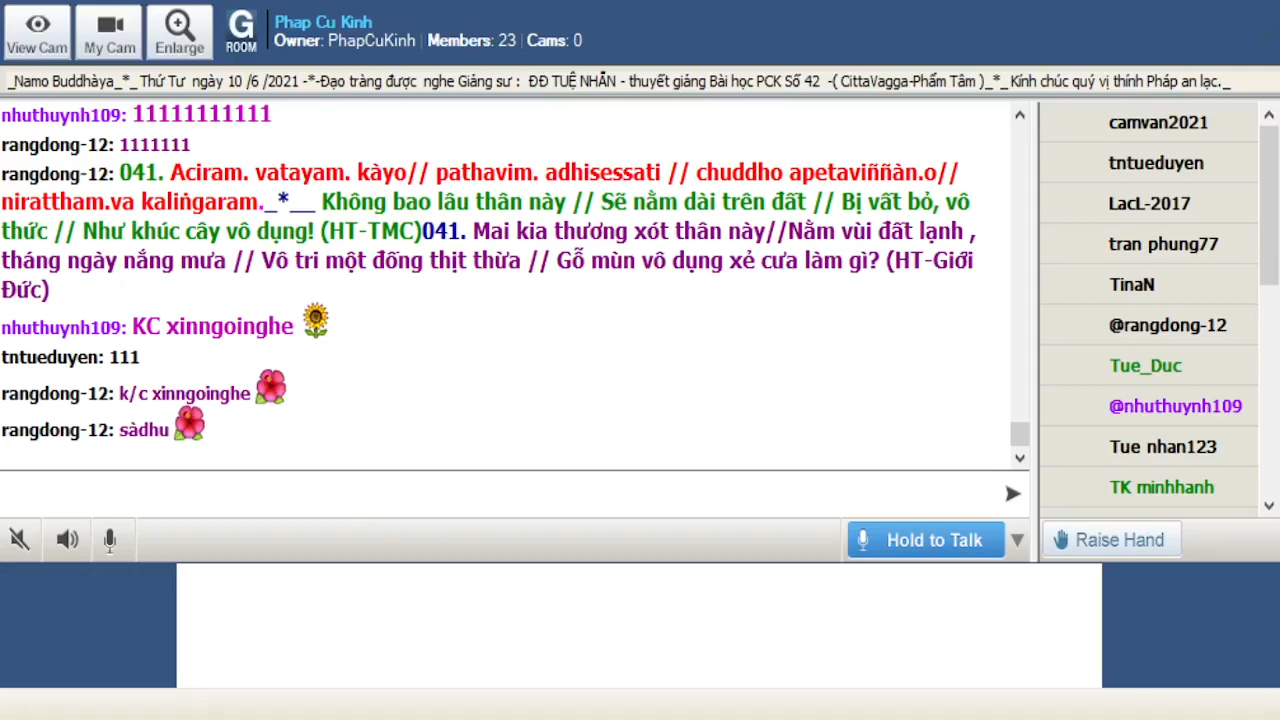 View Cam
My Cam
Enlarge
G
ROOM
Phap Cu Kinh
Owner: PhapCuKinh | Members: 23 | Cams: 0
_Namo Buddhàya_*_ Thứ Tư ngày 10 /6 /2021 -*-Đạo tràng được nghe Giảng sư : ĐĐ TUỆ NHẪN - thuyết giảng Bài học PCK Số 42 -( CittaVagga-Phẩm Tâm )_*_ Kính chúc quý vị thính Pháp an lạc._
nhuthuynh109: 11111111111
rangdong-12: 1111111
rangdong-12: 041. Aciram. vatayam. kàyo// pathavim. adhisessati // chuddho apetaviññàn.o//
nirattham.va kaliṅgaram._*__ Không bao lâu thân này // Sẽ nằm dài trên đất // Bị vất bỏ, vô
thức // Như khúc cây vô dụng! (HT-TMC)041. Mai kia thương xót thân này//Nằm vùi đất lạnh ,
tháng ngày nắng mưa // Vô tri một đống thịt thừa // Gỗ mùn vô dụng xẻ cưa làm gì? (HT-Giới
Đức)
nhuthuynh109: KC xinngoinghe
tntueduyen: 111
rangdong-12: k/c xinngoinghe
rangdong-12: sàdhu
camvan2021
tntueduyen
LacL-2017
tran phung77
TinaN
@rangdong-12
Tue_Duc
@nhuthuynh109
Tue nhan123
TK minhhanh
Hold to Talk
Raise Hand